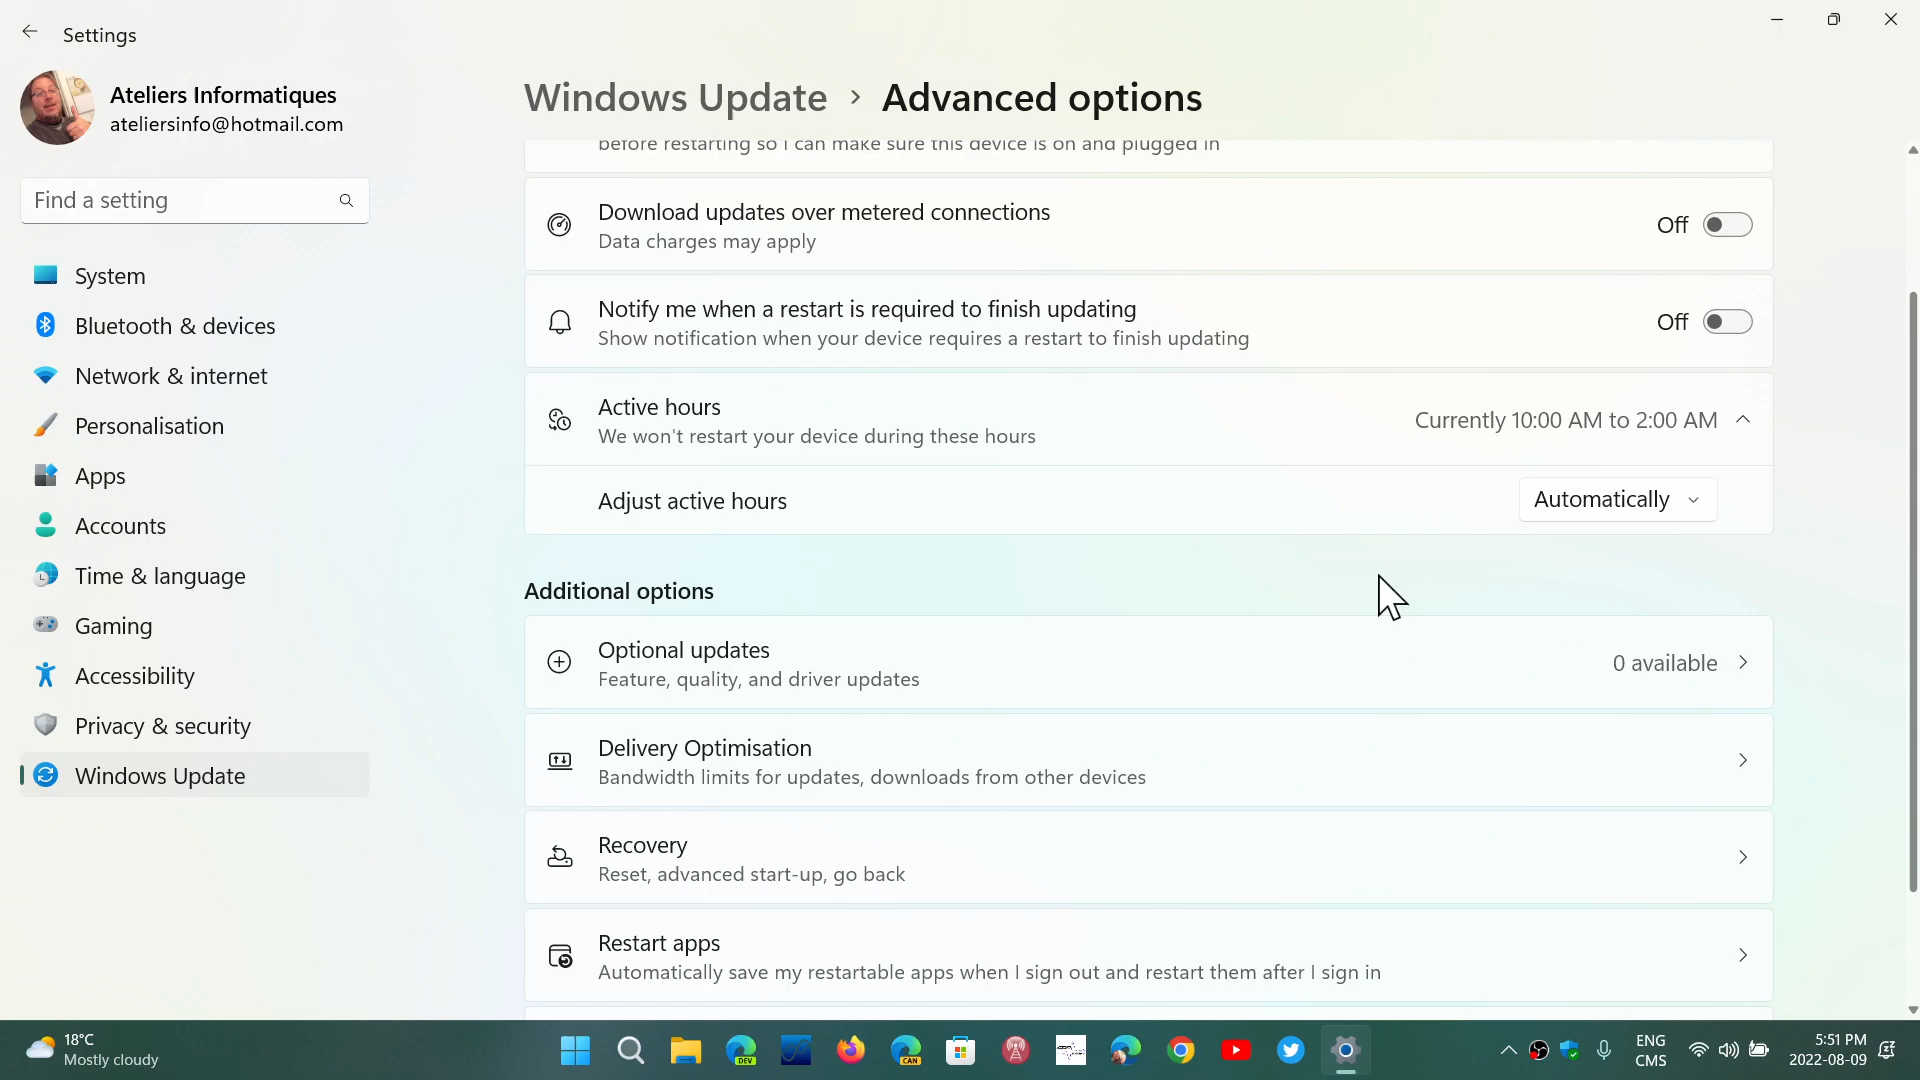 Settings
Ateliers Informatiques
ateliersinfo@hotmail.com
Find a setting
System
Bluetooth & devices
Network & internet
Personalisation
Apps
Accounts
Time & language
Gaming
Accessibility
Privacy & security
Windows Update
Windows Update > Advanced options
before restarting so I can make sure this device is on and plugged in
Download updates over metered connections
Data charges may apply
Off
Notify me when a restart is required to finish updating
Show notification when your device requires a restart to finish updating
Off
Active hours
We won't restart your device during these hours
Currently 10:00 AM to 2:00 AM
Adjust active hours
Automatically
Additional options
Optional updates
Feature, quality, and driver updates
0 available
Delivery Optimisation
Bandwidth limits for updates, downloads from other devices
Recovery
Reset, advanced start-up, go back
Restart apps
Automatically save my restartable apps when I sign out and restart them after I sign in
18°C
Mostly cloudy
DEV
CAN
ENG
CMS
5:51 PM
2022-08-09